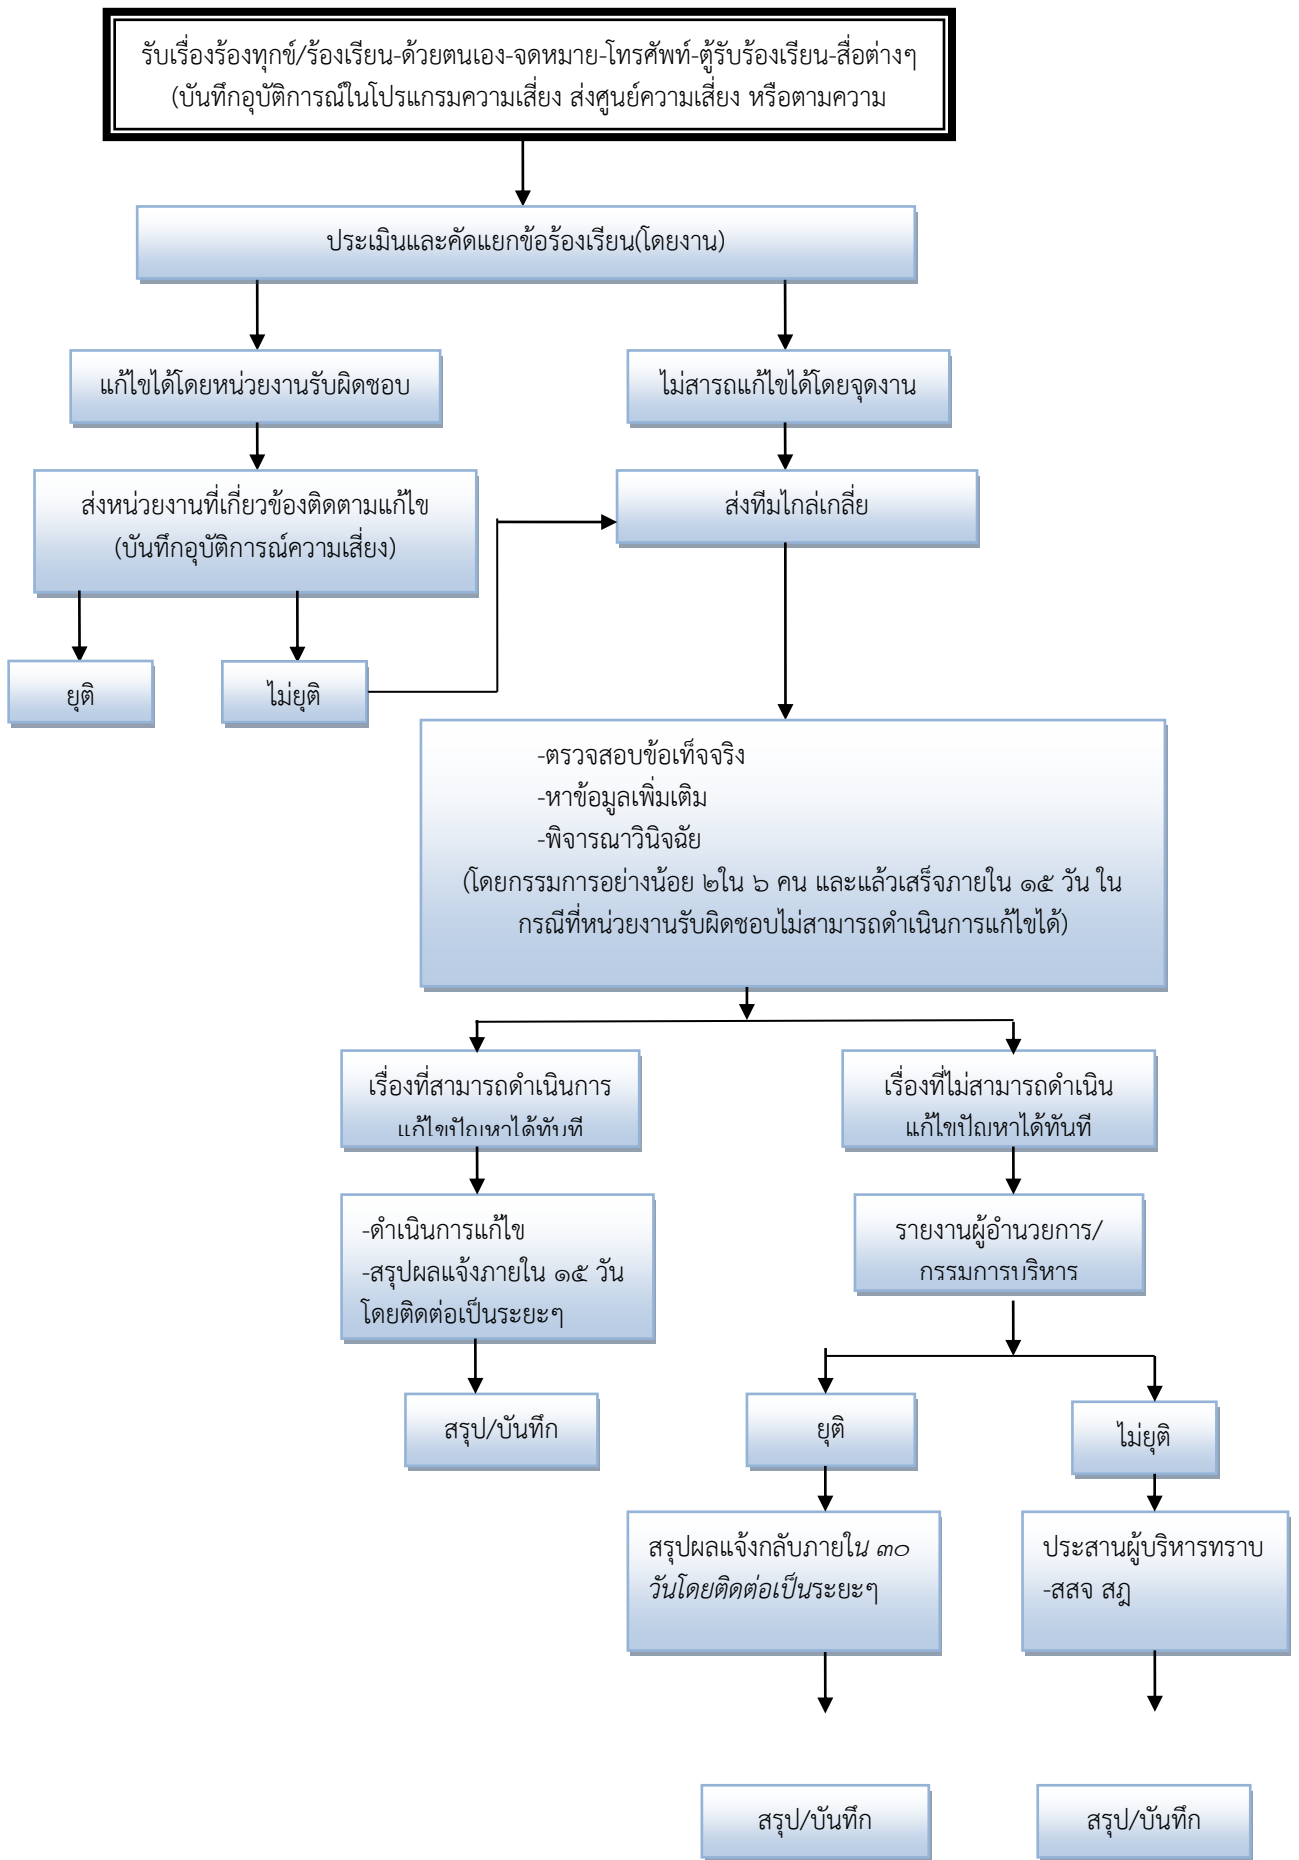 รับเรื่องร้องทุกข์/ร้องเรียน-ด้วยตนเอง-จดหมาย-โทรศัพท์-ตู้รับร้องเรียน-สื่อต่างๆ
(บันทึกอุบัติการณ์ในโปรแกรมความเสี่ยง ส่งศูนย์ความเสี่ยง หรือตามความ
ประเมินและคัดแยกข้อร้องเรียน(โดยงาน)
แก้ไขได้โดยหน่วยงานรับผิดชอบ
ไม่สารถแก้ไขได้โดยจุดงาน
ส่งหน่วยงานที่เกี่ยวข้องติดตามแก้ไข
(บันทึกอุบัติการณ์ความเสี่ยง)
ส่งทีมไกล่เกลี่ย
ยุติ
ไม่ยุติ
-ตรวจสอบข้อเท็จจริง
-หาข้อมูลเพิ่มเติม
-พิจารณาวินิจฉัย
(โดยกรรมการอย่างน้อย ๒ใน ๖ คน และแล้วเสร็จภายใน ๑๕ วัน ใน
กรณีที่หน่วยงานรับผิดชอบไม่สามารถดำเนินการแก้ไขได้)
เรื่องที่สามารถดำเนินการ
แก้ไขปัญหาได้ทันที
เรื่องที่ไม่สามารถดำเนิน
แก้ไขปัญหาได้ทันที
-ดำเนินการแก้ไข
-สรุปผลแจ้งภายใน ๑๕ วัน
โดยติดต่อเป็นระยะๆ
รายงานผู้อำนวยการ/
กรรมการบริหาร
สรุป/บันทึก
ยุติ
ไม่ยุติ
สรุปผลแจ้งกลับภายใน ๓๐
วันโดยติดต่อเป็นระยะๆ
ประสานผู้บริหารทราบ
-สสจ สฎ
สรุป/บันทึก
สรุป/บันทึก